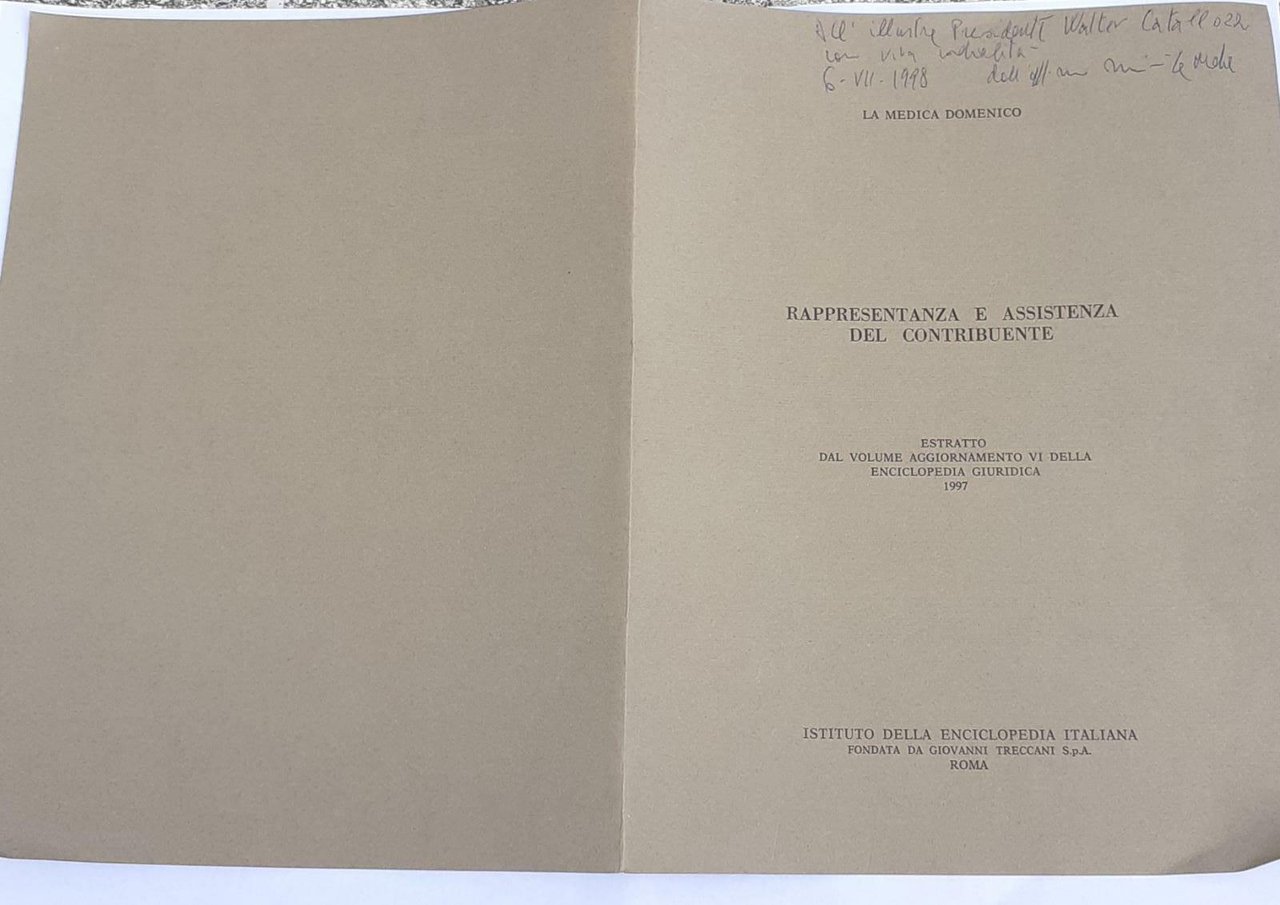 All' illustre Presidente Walter Catallozzi
con viva cordialità
6-VII-1998 dall'
LA MEDICA DOMENICO
RAPPRESENTANZA E ASSISTENZA
DEL CONTRIBUENTE
ESTRATTO
DAL VOLUME AGGIORNAMENTO VI DELLA
ENCICLOPEDIA GIURIDICA
1997
ISTITUTO DELLA ENCICLOPEDIA ITALIANA
FONDATA DA GIOVANNI TRECCANI S.p.A.
ROMA